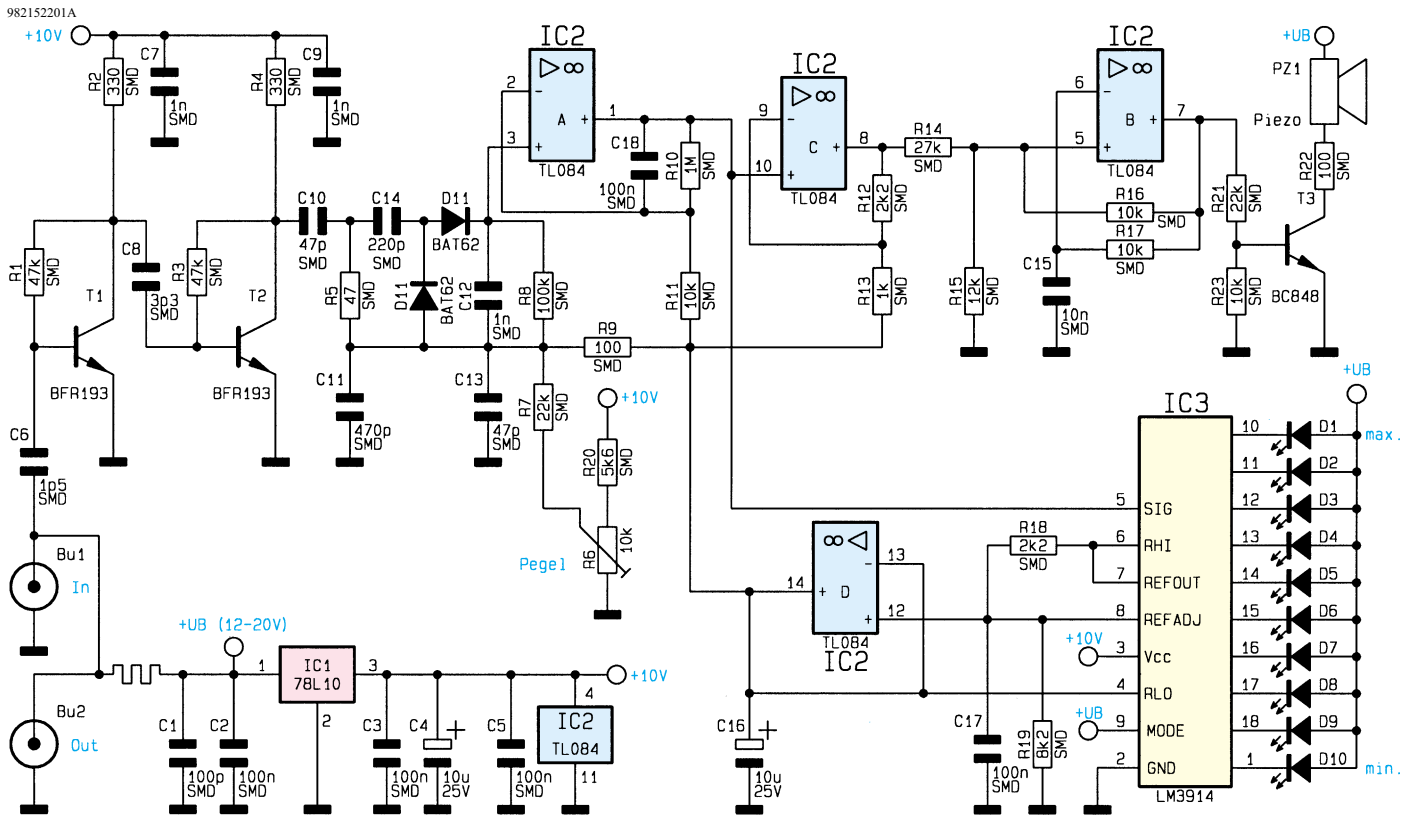 982152201A
+10V
R2
330
SMD
C7
1n
SMD
R4
330
SMD
C9
1n
SMD
IC2
2
-
3
+
A
+
1
TL084
C18
100n
SMD
R10
1M
SMD
IC2
9
-
10
+
C
+
8
TL084
R14
27k
SMD
R12
2k2
SMD
IC2
6
-
5
+
B
+
7
TL084
R16
10k
SMD
R17
10k
SMD
R21
22k
SMD
+UB
PZ1
Piezo
R22
100
SMD
T3
BC848
R1
47k
SMD
T1
BFR193
C8
3p3
SMD
R3
47k
SMD
T2
BFR193
C10
47p
SMD
C14
220p
SMD
D11
BAT62
R5
47
SMD
D11
BAT62
C12
1n
SMD
R8
100k
SMD
R11
10k
SMD
R13
1k
SMD
R15
12k
SMD
C15
10n
SMD
R23
10k
SMD
R9
100
SMD
C11
470p
SMD
C13
47p
SMD
R7
22k
SMD
+10V
R20
5k6
SMD
R6
10k
Pegel
C6
1p5
SMD
Bu1
In
Bu2
Out
+UB (12-20V)
1
IC1
78L10
3
2
C1
100p
SMD
C2
100n
SMD
C3
100n
SMD
C4
+
10u
25V
C5
100n
SMD
+10V
4
IC2
TL084
11
14
+
D
-
13
+
12
TL084
IC2
C16
+
10u
25V
R18
2k2
SMD
C17
100n
SMD
R19
8k2
SMD
IC3
+UB
5
SIG
6
RHI
7
REFOUT
8
REFADJ
+10V
3
Vcc
4
RLO
+UB
9
MODE
2
GND
LM3914
10
D1
max.
11
D2
12
D3
13
D4
14
D5
15
D6
16
D7
17
D8
18
D9
1
D10
min.